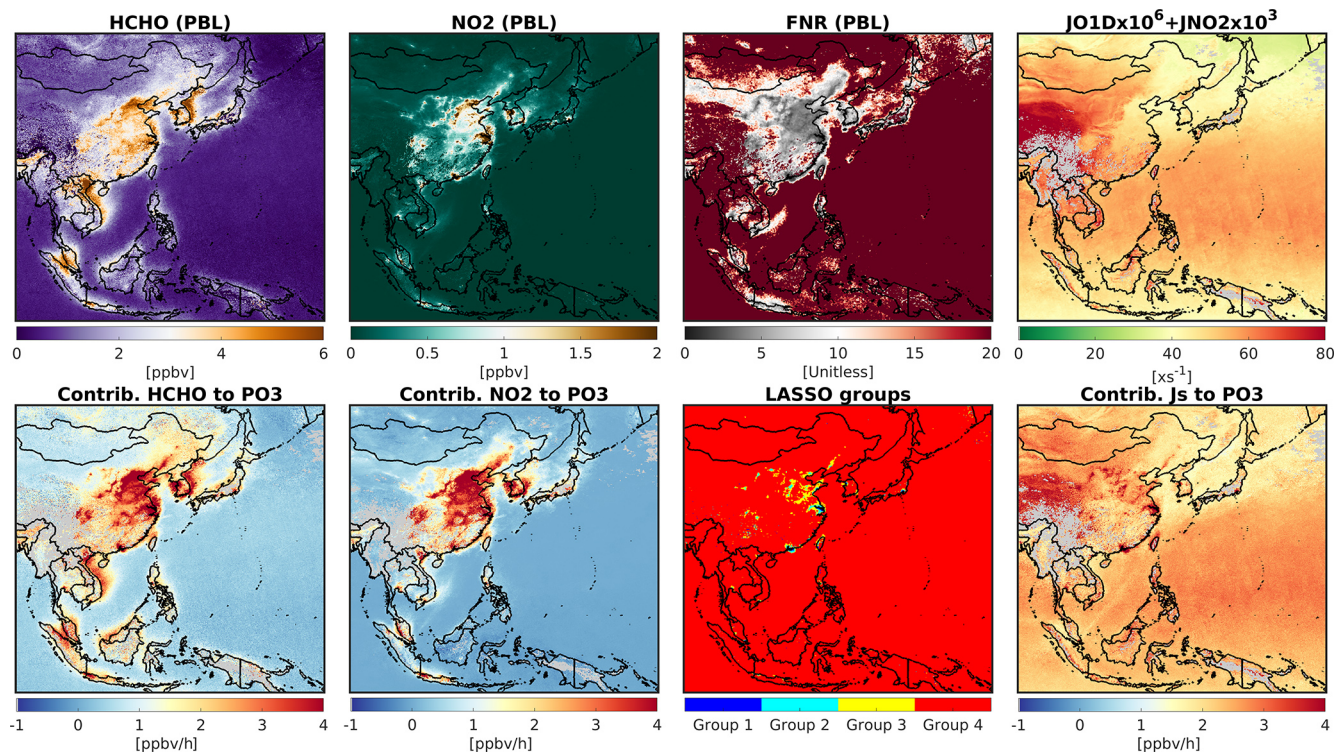 HCHO (PBL)
NO2 (PBL)
FNR (PBL)
JO1Dx10⁶+JNO2x10³
0 2 4 6
[ppbv]
0 0.5 1 1.5 2
[ppbv]
0 5 10 15 20
[Unitless]
0 20 40 60 80
[xs⁻¹]
Contrib. HCHO to PO3
Contrib. NO2 to PO3
LASSO groups
Contrib. Js to PO3
-1 0 1 2 3 4
[ppbv/h]
-1 0 1 2 3 4
[ppbv/h]
Group 1 Group 2 Group 3 Group 4
-1 0 1 2 3 4
[ppbv/h]